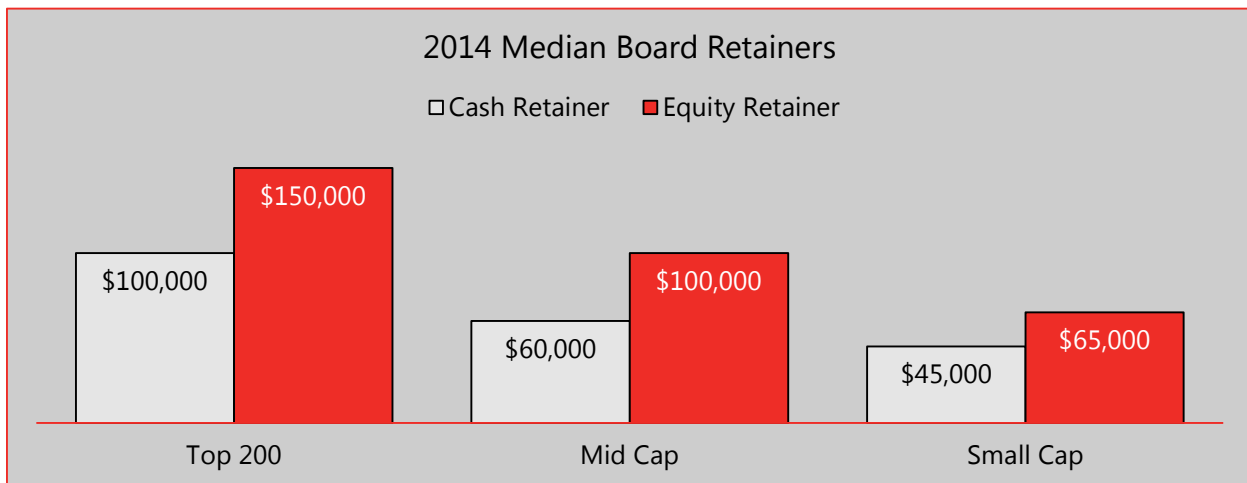 2014 Median Board Retainers
Cash Retainer Equity Retainer
$150,000
$100,000
$100,000
$60,000
$65,000
$45,000
Top 200 Mid Cap Small Cap